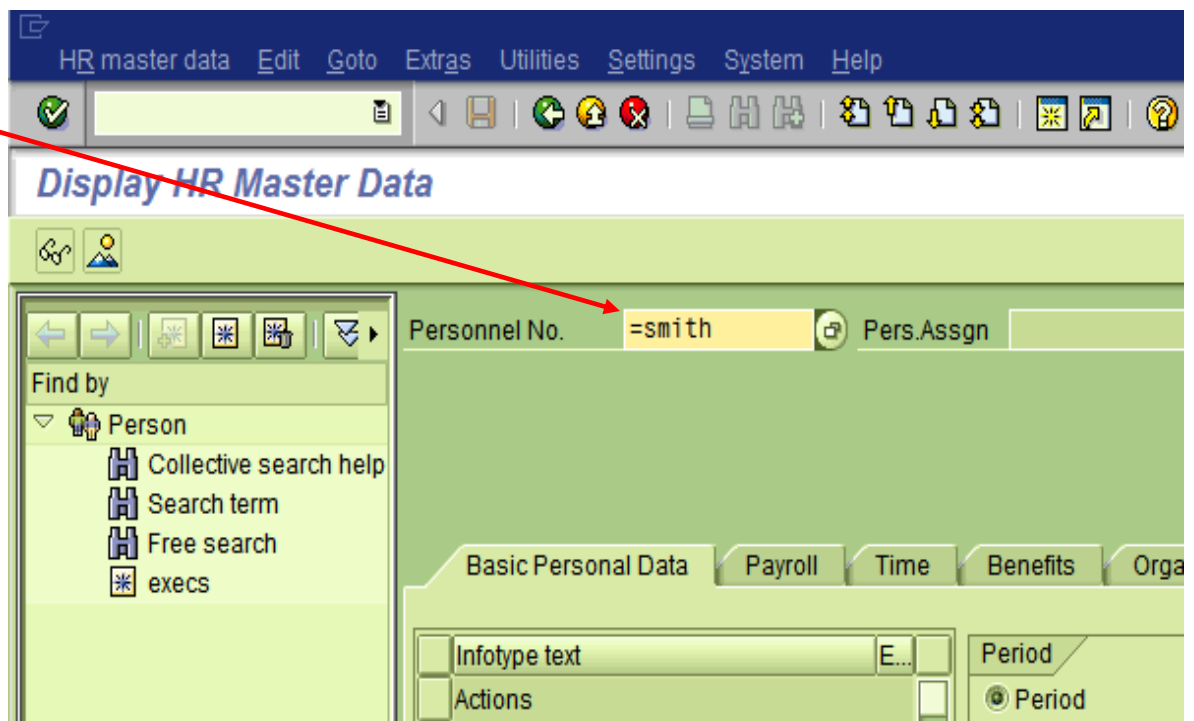 HR master data Edit Goto Extras Utilities Settings System Help
Display HR Master Data
Personnel No. =smith Pers.Assgn
Find by
Person
Collective search help
Search term
Free search
execs
Basic Personal Data Payroll Time Benefits Orga
Infotype text E... Period
Actions Period